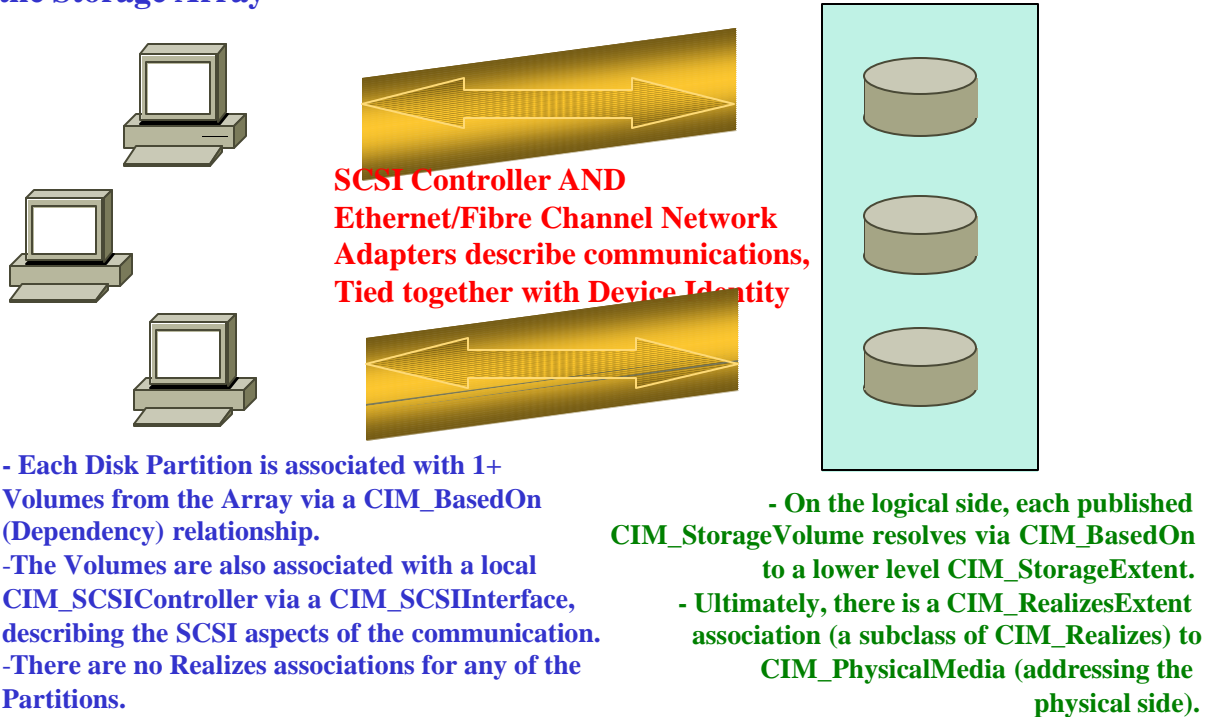 the Storage Array
SCSI Controller AND
Ethernet/Fibre Channel Network
Adapters describe communications,
Tied together with Device Identity
- Each Disk Partition is associated with 1+
Volumes from the Array via a CIM_BasedOn
(Dependency) relationship.
-The Volumes are also associated with a local
CIM_SCSIController via a CIM_SCSIInterface,
describing the SCSI aspects of the communication.
-There are no Realizes associations for any of the
Partitions.
- On the logical side, each published
CIM_StorageVolume resolves via CIM_BasedOn
to a lower level CIM_StorageExtent.
- Ultimately, there is a CIM_RealizesExtent
association (a subclass of CIM_Realizes) to
CIM_PhysicalMedia (addressing the
physical side).